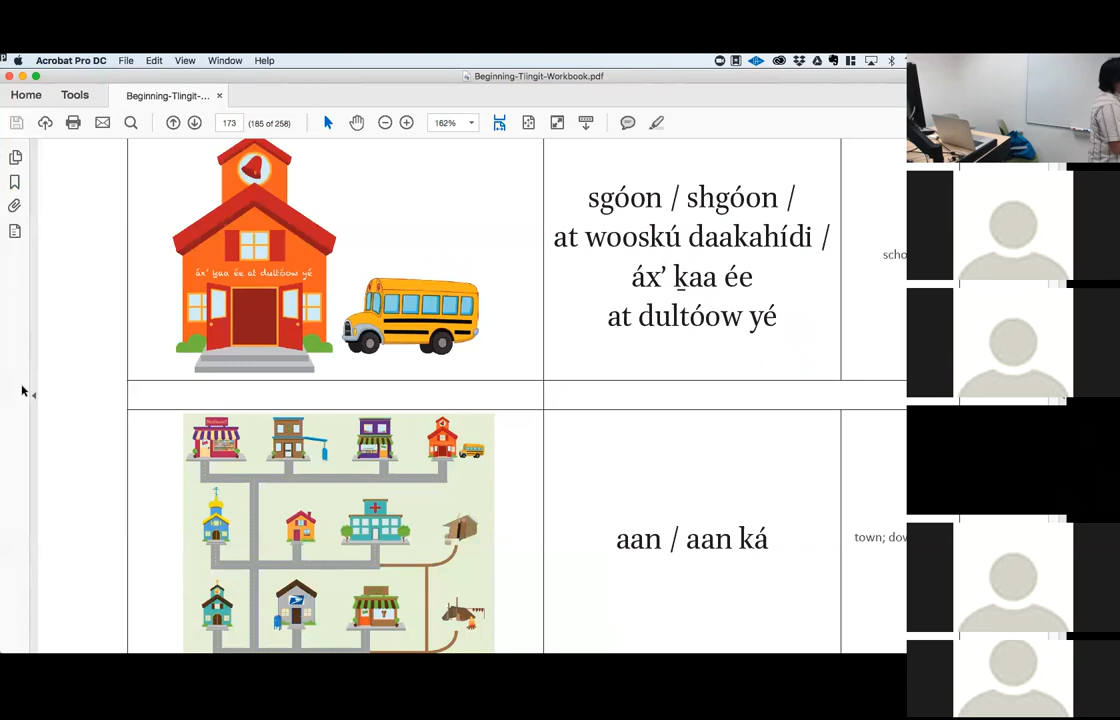 Acrobat Pro DC File Edit View Window Help
Beginning-Tlingit-Workbook.pdf
Home Tools Beginning-Tlingit-... ×
173 (185 of 258) 162%
áx' ḵaa ée at dultóow yé
sgóon / shgóon /
at wooskú daakahídi /
áx' ḵaa ée
at dultóow yé
scho
aan / aan ká
town; dov